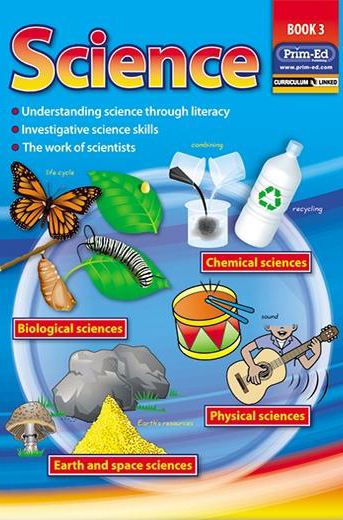 BOOK 3
Science
Prim-Ed
Publishing
www.prim-ed.com
CURRICULUM LINKED
Understanding science through literacy
Investigative science skills
The work of scientists
combining
life cycle
recycling
Chemical sciences
sound
Biological sciences
Physical sciences
Earth's resources
Earth and space sciences